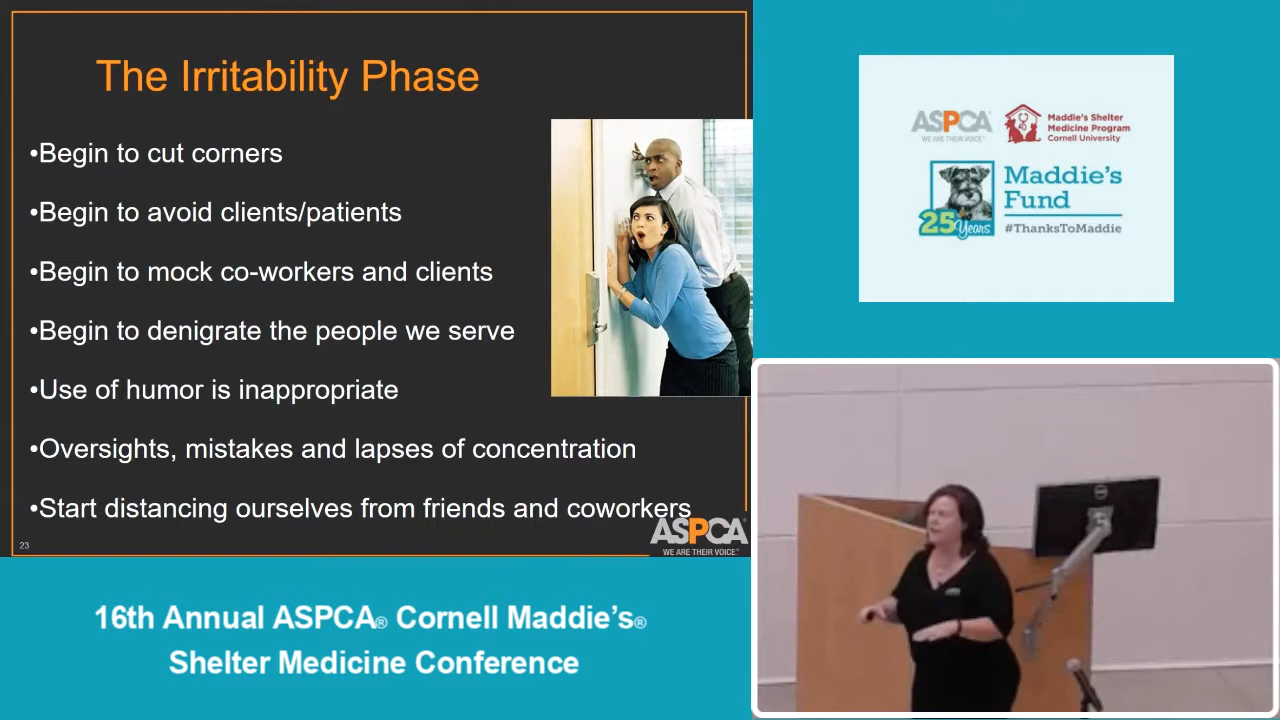 The Irritability Phase
•Begin to cut corners
•Begin to avoid clients/patients
•Begin to mock co-workers and clients
•Begin to denigrate the people we serve
•Use of humor is inappropriate
•Oversights, mistakes and lapses of concentration
•Start distancing ourselves from friends and coworkers
23
ASPCA
WE ARE THEIR VOICE®
ASPCA®
WE ARE THEIR VOICE®
Maddie's Shelter
Medicine Program
Cornell University
Maddie's
Fund
25 Years
#ThanksToMaddie
16th Annual ASPCA® Cornell Maddie’s®
Shelter Medicine Conference